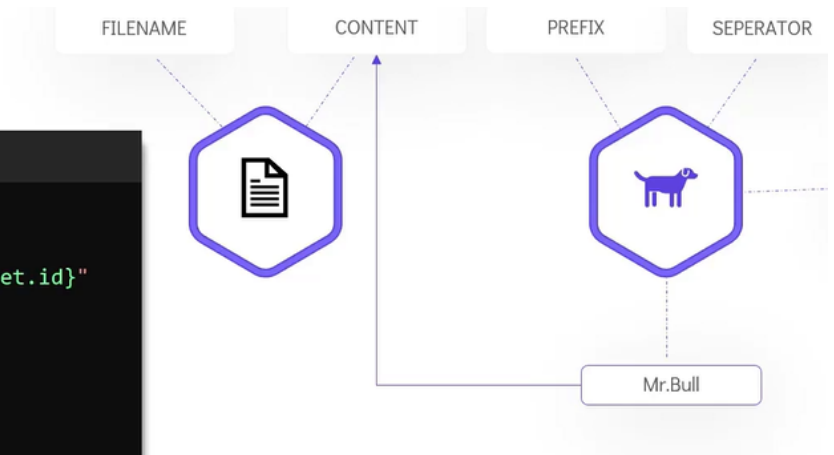 FILENAME
CONTENT
PREFIX
SEPERATOR
et.id}"
Mr.Bull